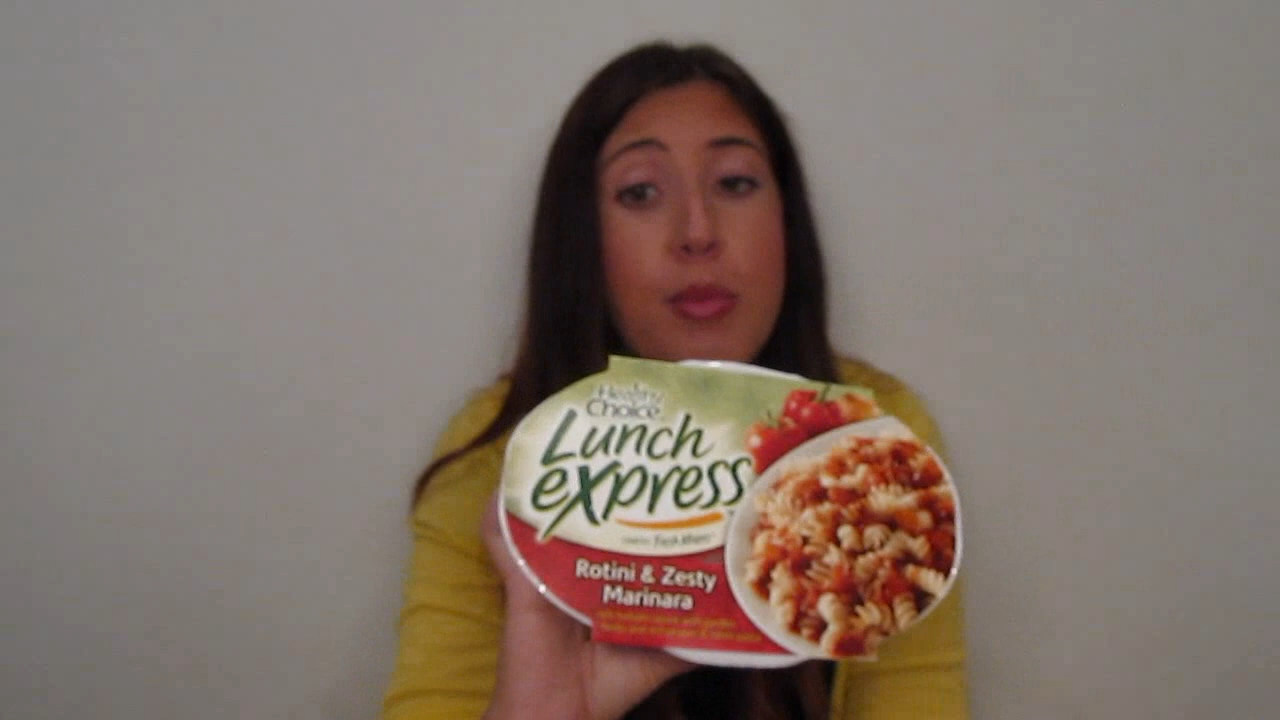 Healthy
Choice
Lunch
express
Rotini & Zesty
Marinara